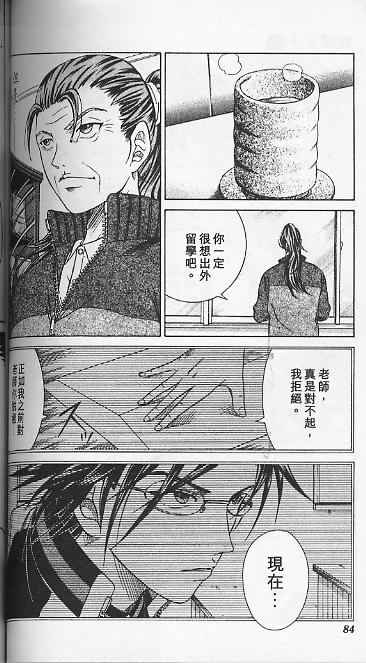 你一定
很想出外
留學吧。
老師，
真是對不起，
我拒絕。
正如我之前對
現在…
84